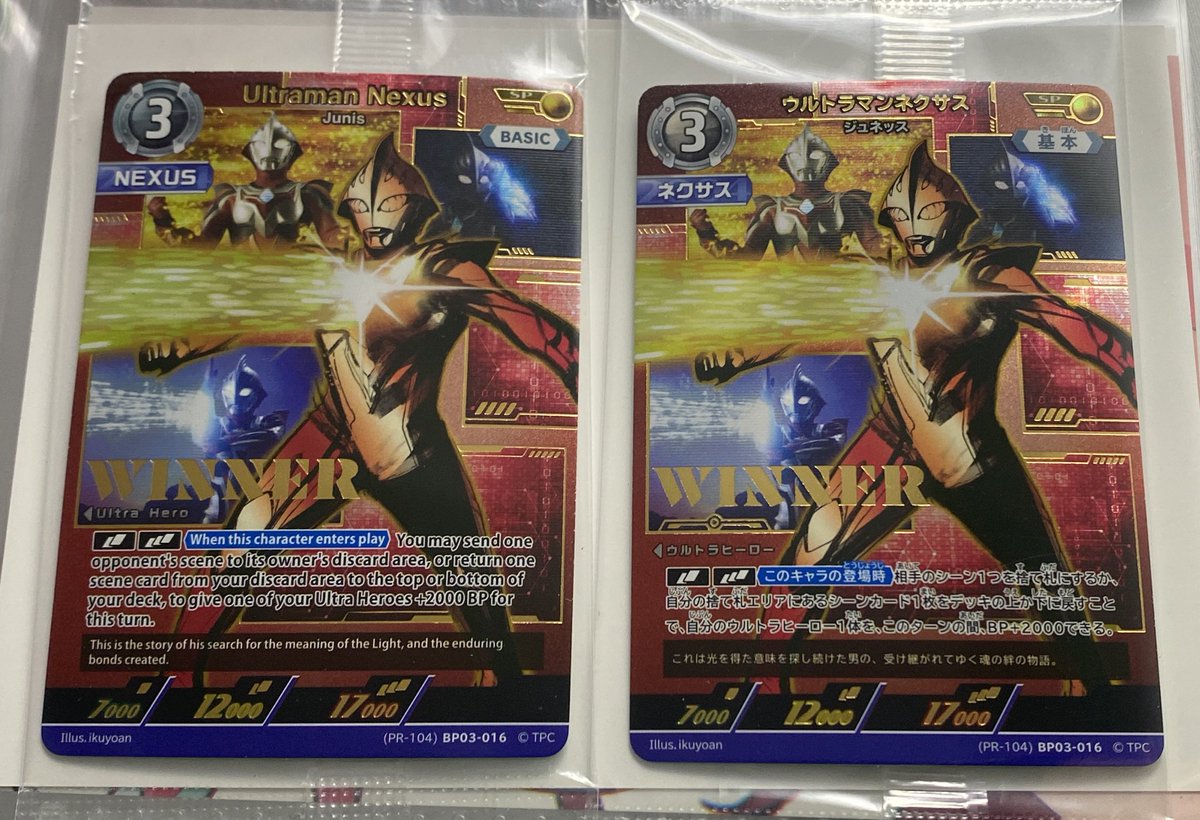 3
Ultraman Nexus
Junis
SP
BASIC
NEXUS
WINNER
Ultra Hero
When this character enters play You may send one
opponent's scene to its owner's discard area, or return one
scene card from your discard area to the top or bottom of
your deck, to give one of your Ultra Heroes +2000 BP for
this turn.
This is the story of his search for the meaning of the Light, and the enduring
bonds created.
7000 12000 17000
Illus. ikuyoan (PR-104) BP03-016 © TPC
3
ウルトラマンネクサス
ジュネッス
SP
基本
ネクサス
WINNER
ウルトラヒーロー
このキャラの登場時 相手のシーン1つを捨て札にするか、
自分の捨て札エリアにあるシーンカード1枚をデッキの上か下に戻すこと
で、自分のウルトラヒーロー1体を、このターンの間、BP+2000できる。
これは光を得た意味を探し続けた男の、受け継がれてゆく魂の絆の物語。
7000 12000 17000
Illus. ikuyoan (PR-104) BP03-016 © TPC